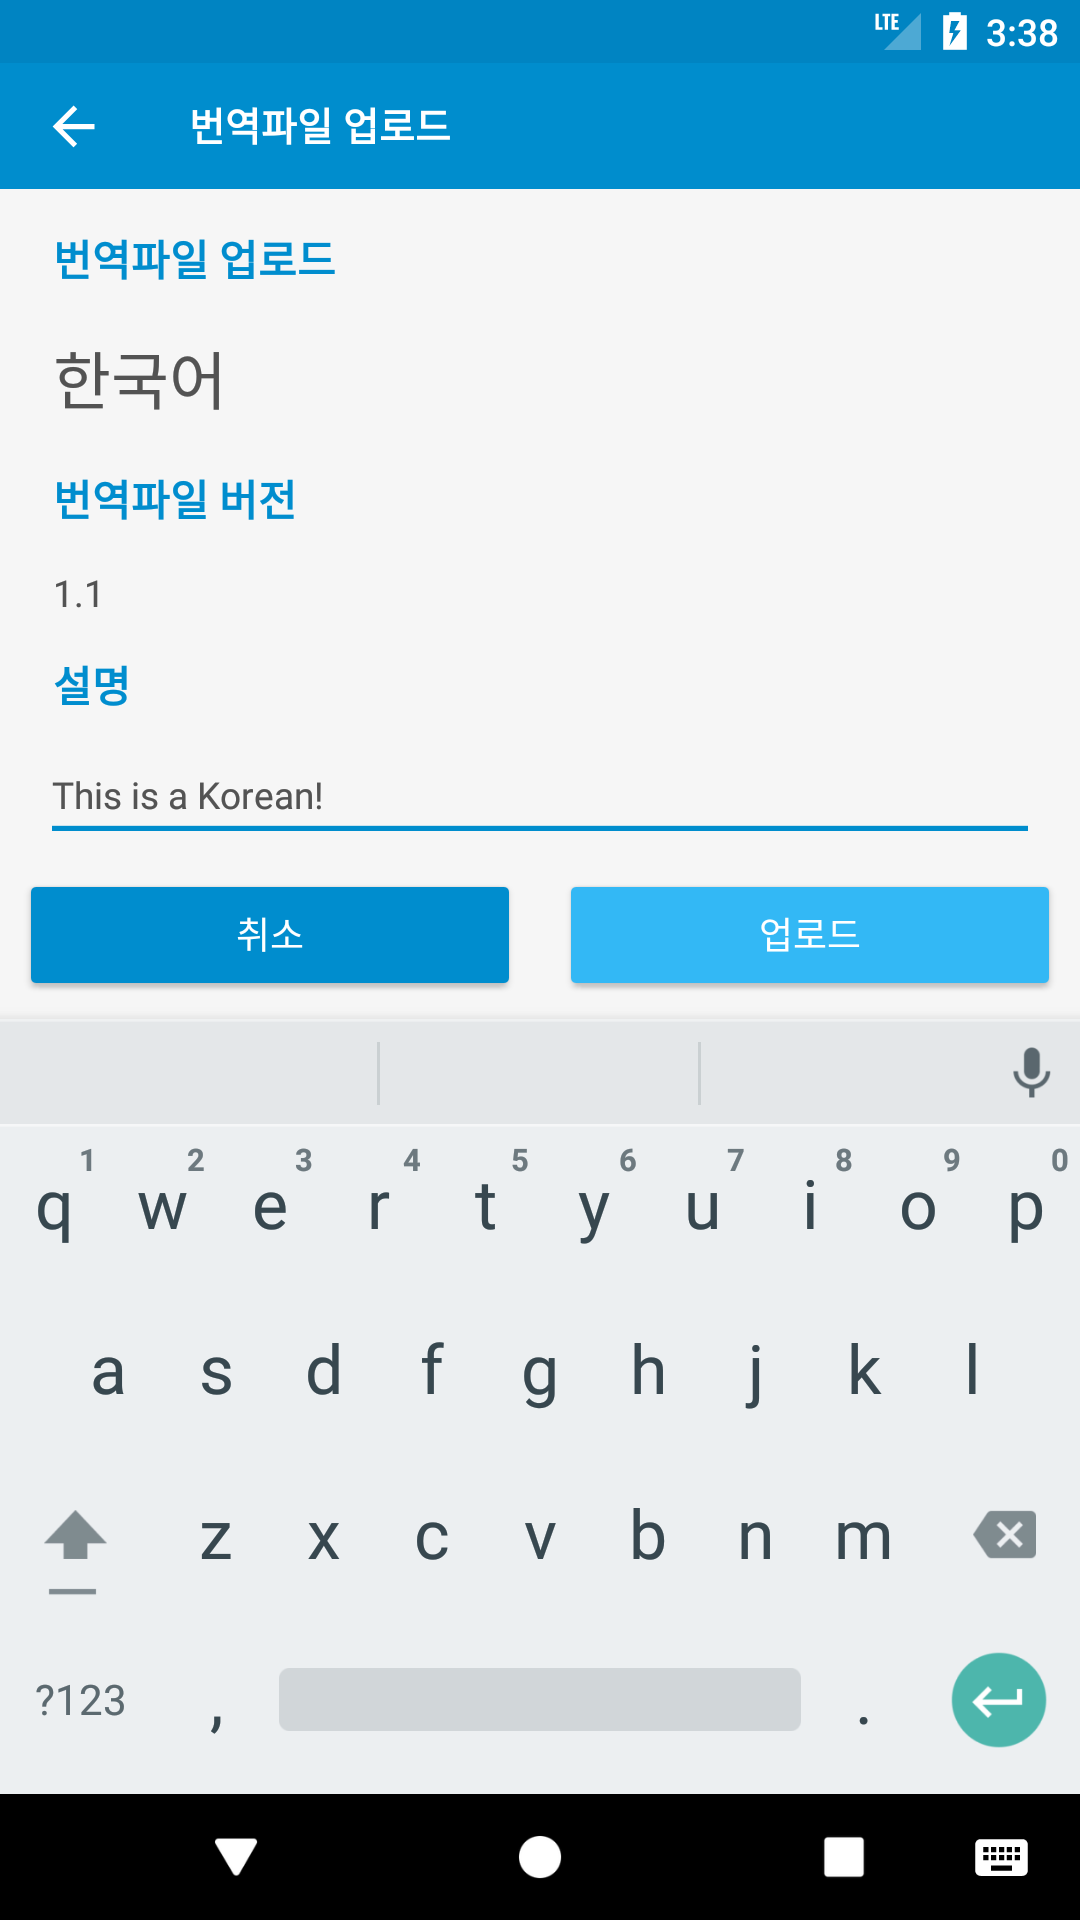 LTE 3:38
번역파일 업로드
번역파일 업로드
한국어
번역파일 버전
1.1
설명
This is a Korean!
취소 업로드
1 2 3 4 5 6 7 8 9 0
q w e r t y u i o p
a s d f g h j k l
z x c v b n m
?123 , .